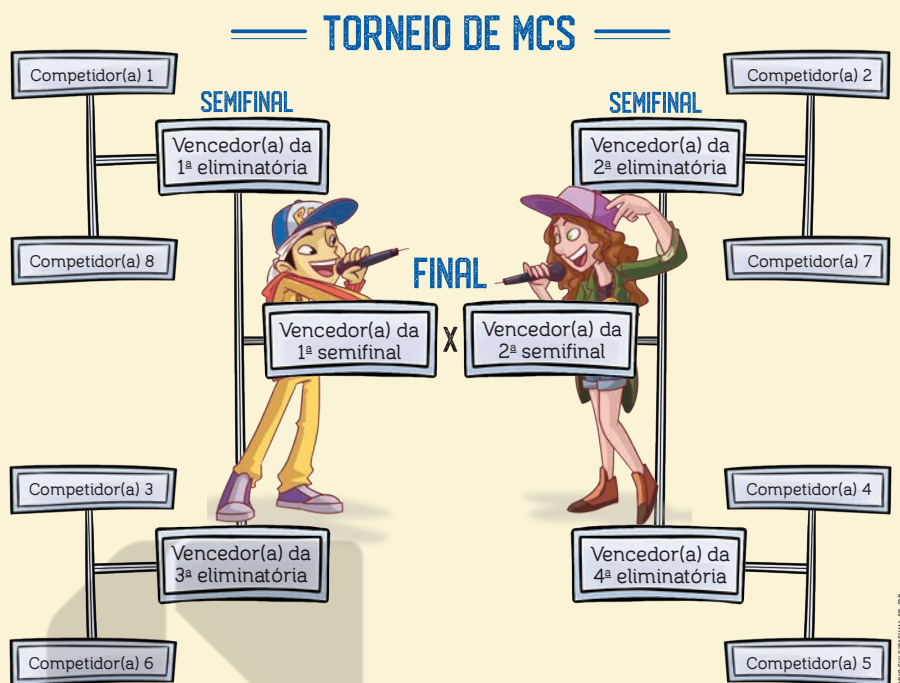 TORNEIO DE MCS
Competidor(a) 1
Competidor(a) 2
SEMIFINAL
SEMIFINAL
Vencedor(a) da
1ª eliminatória
Vencedor(a) da
2ª eliminatória
Competidor(a) 8
Competidor(a) 7
FINAL
Vencedor(a) da
1ª semifinal
X
Vencedor(a) da
2ª semifinal
Competidor(a) 3
Competidor(a) 4
Vencedor(a) da
3ª eliminatória
Vencedor(a) da
4ª eliminatória
Competidor(a) 6
Competidor(a) 5